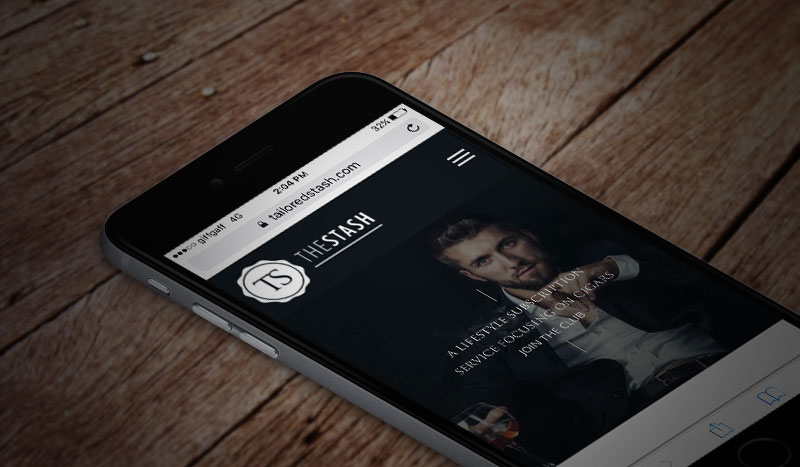 giffgaff 4G 2:04 PM 32%
tailoredstash.com
TS THESTASH
A LIFESTYLE SUBSCRIPTION
SERVICE FOCUSING ON CIGARS
JOIN THE CLUB